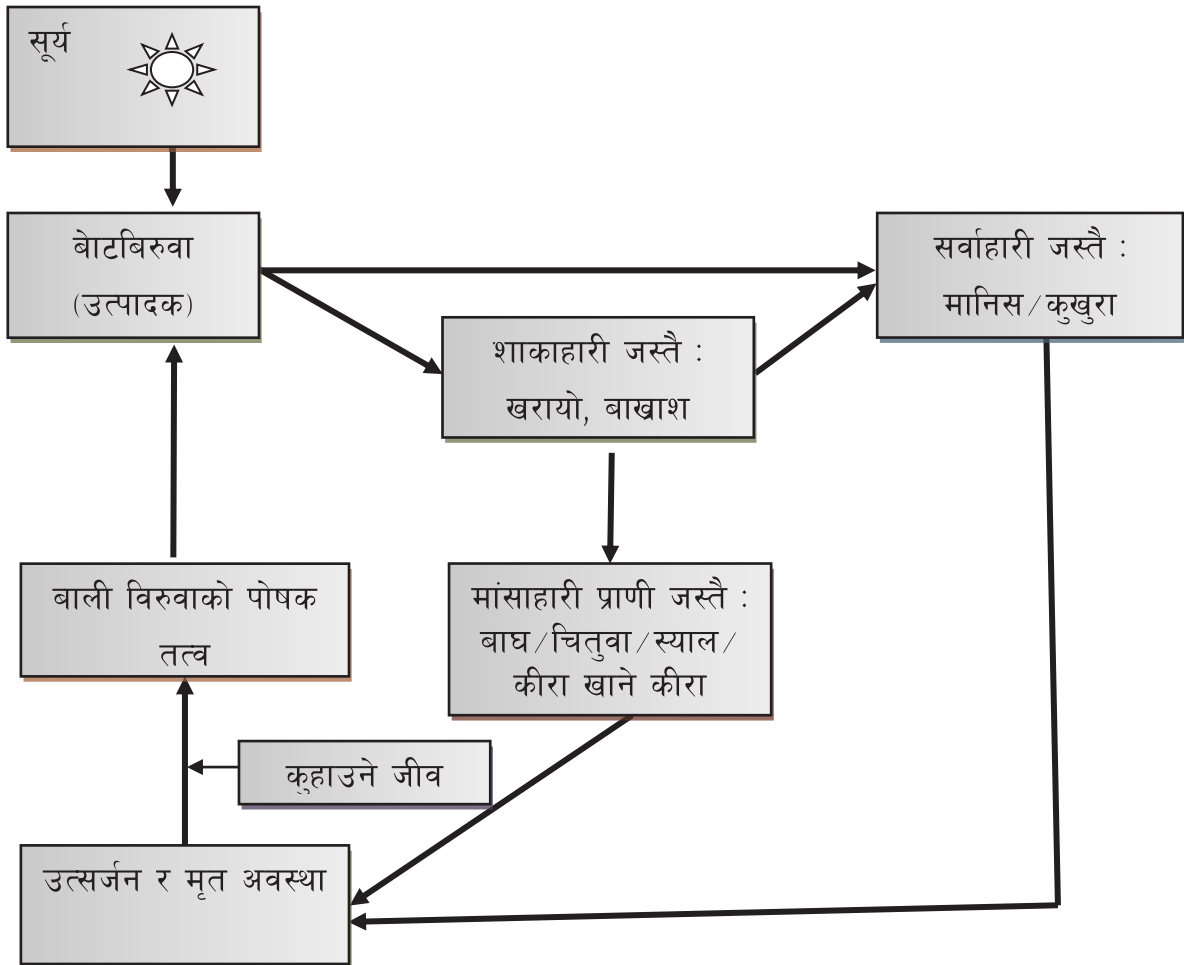 सूर्य
बोटबिरुवा
(उत्पादक)
सर्वाहारी जस्तै :
मानिस/कुखुरा
शाकाहारी जस्तै :
खरायो, बाख्राश
बाली विरुवाको पोषक
तत्व
मांसाहारी प्राणी जस्तै :
बाघ/चितुवा/स्याल/
कीरा खाने कीरा
कुहाउने जीव
उत्सर्जन र मृत अवस्था